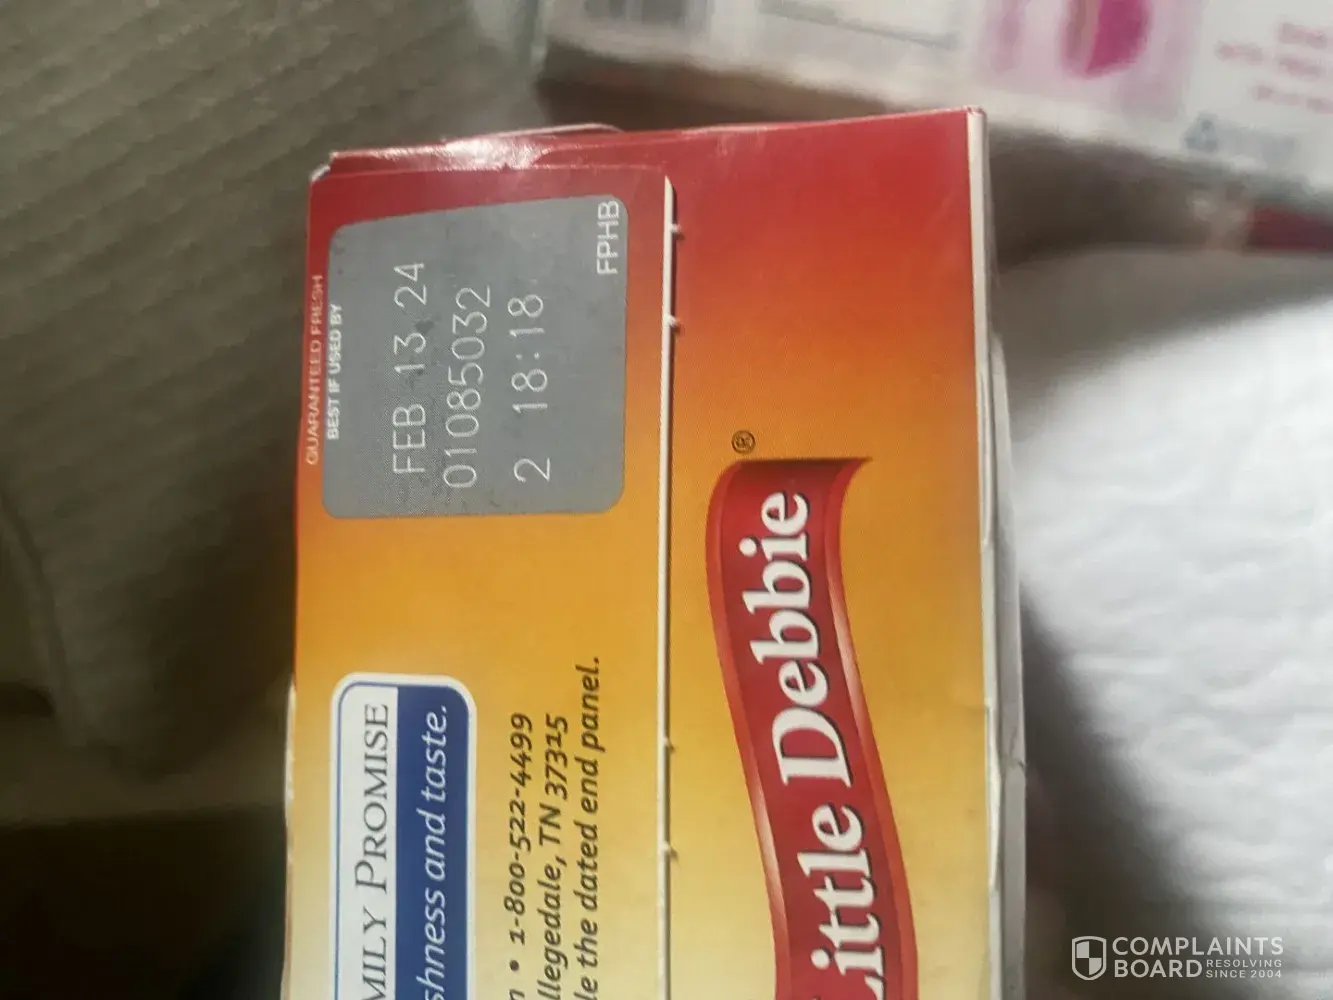 GUARANTEED FRESH
BEST IF USED BY
FEB 13 24
01085032
2 18:18
FPHB
MILY PROMISE
shness and taste.
• 1-800-522-4499
llegedale, TN 37315
le the dated end panel.
Little Debbie®
COMPLAINTS
BOARD RESOLVING
SINCE 2004